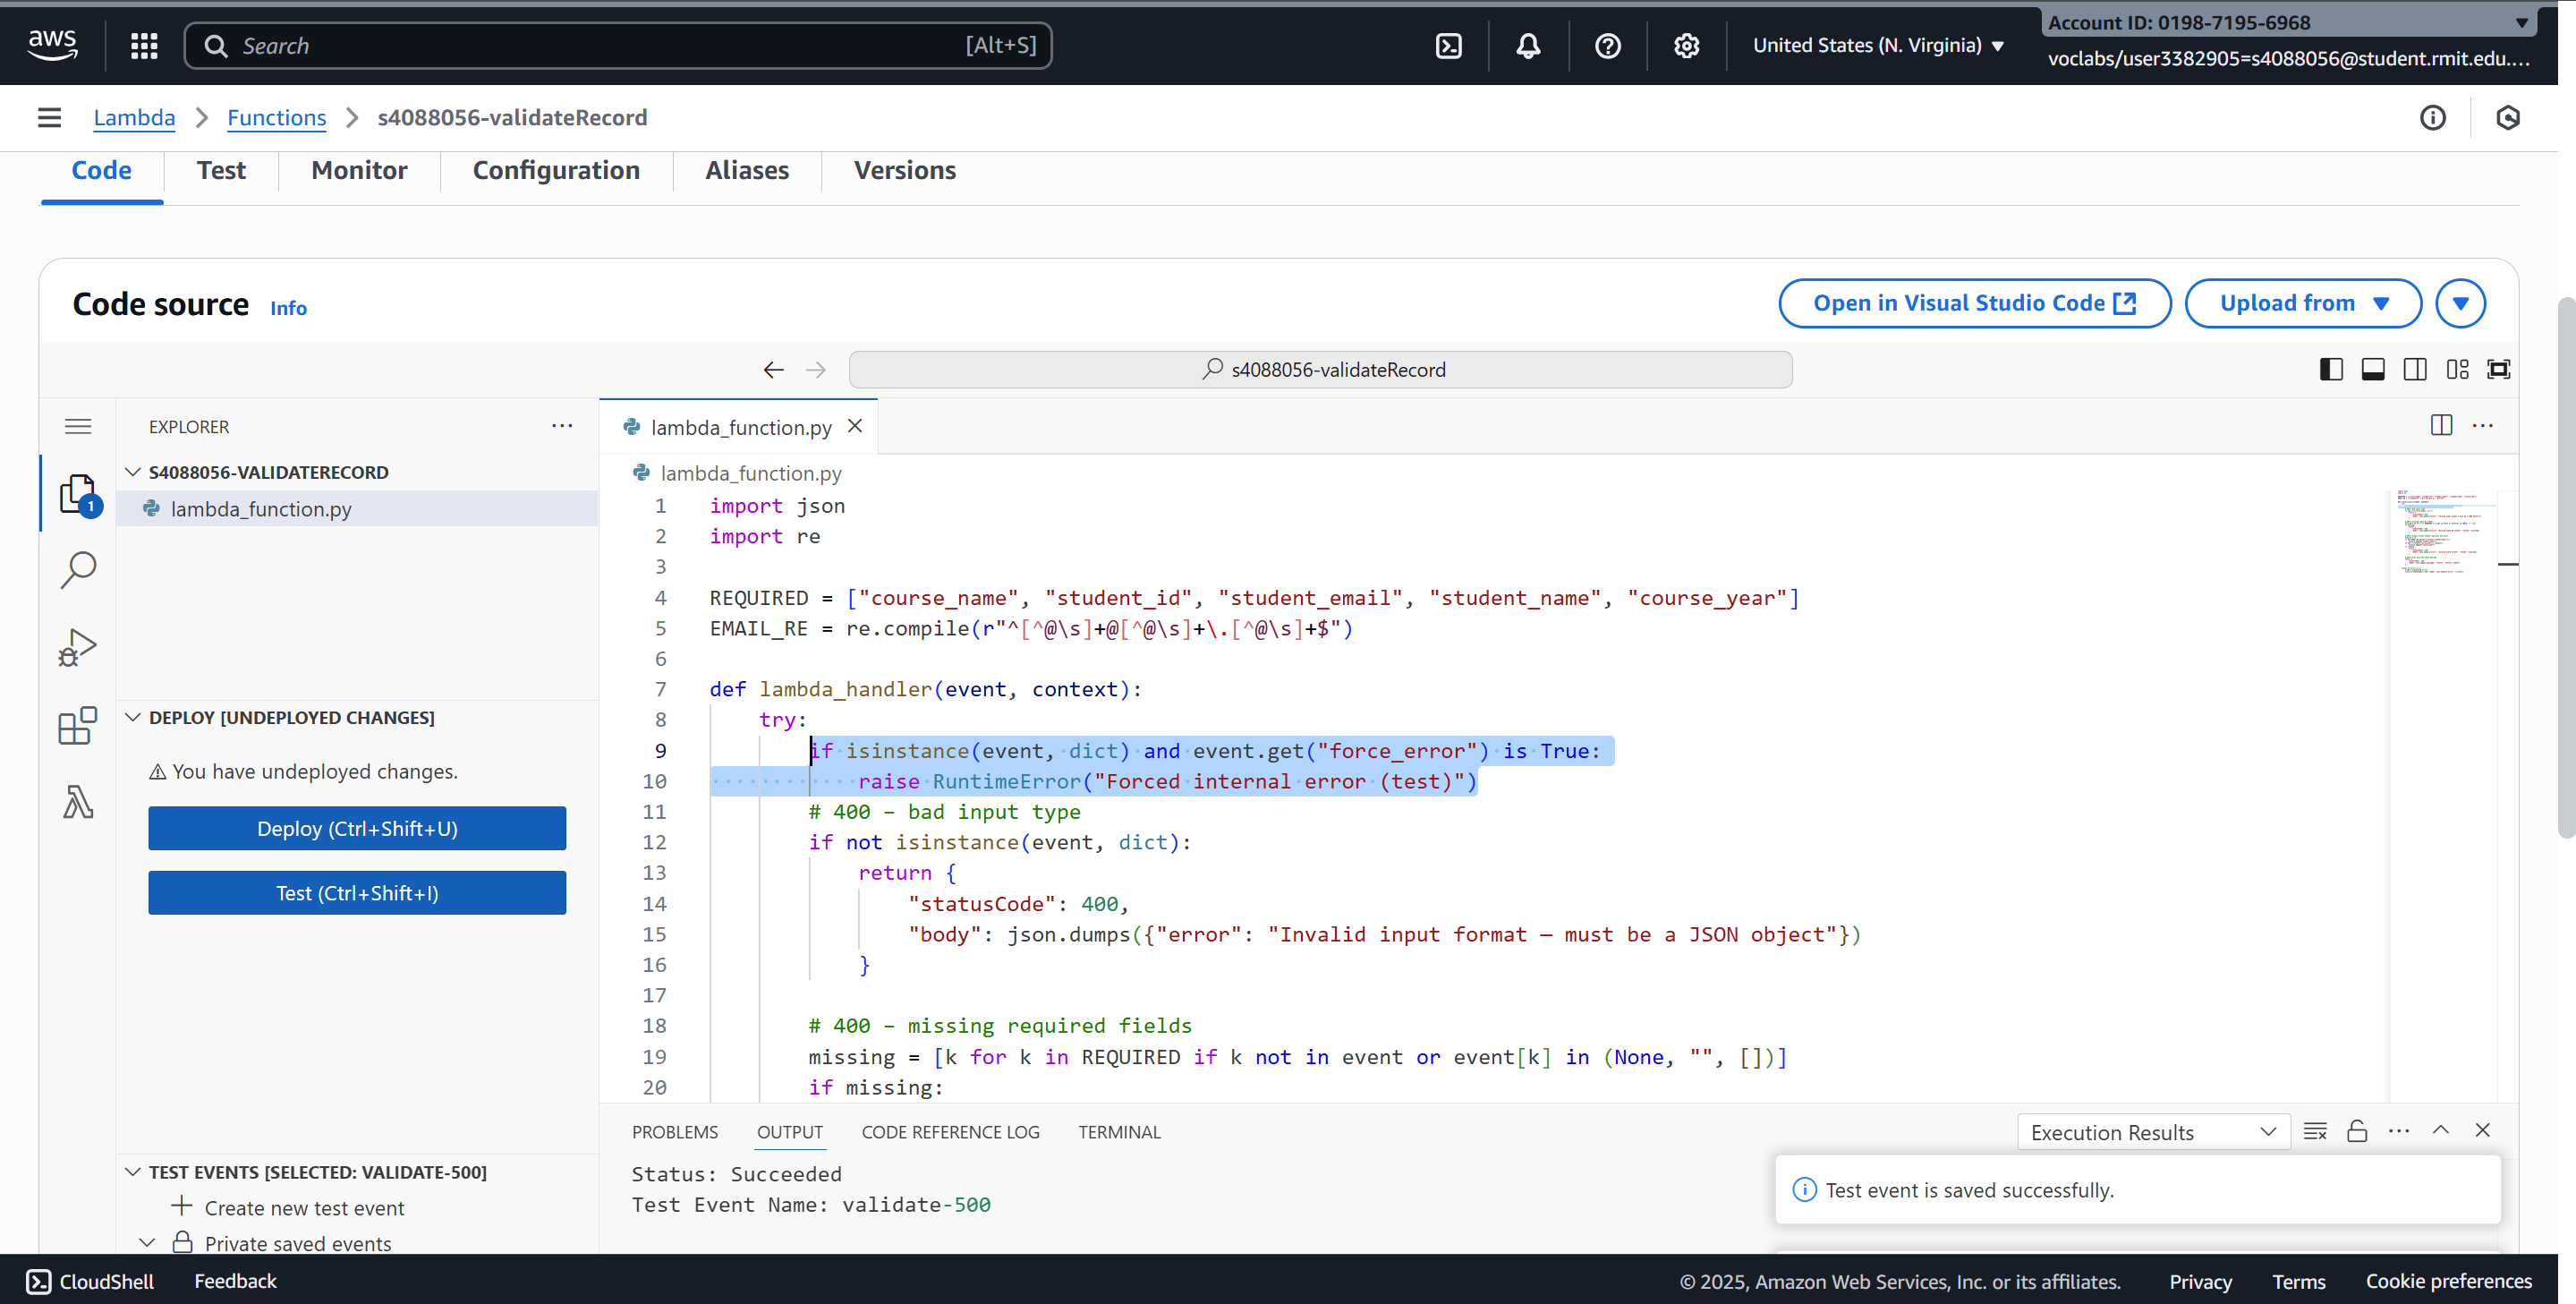 aws
Search [Alt+S]
United States (N. Virginia)
Account ID: 0198-7195-6968
voclabs/user3382905=s4088056@student.rmit.edu....
Lambda > Functions > s4088056-validateRecord
Code Test Monitor Configuration Aliases Versions
Code source Info
Open in Visual Studio Code Upload from
s4088056-validateRecord
EXPLORER
S4088056-VALIDATERECORD
1
lambda_function.py
DEPLOY [UNDEPLOYED CHANGES]
You have undeployed changes.
Deploy (Ctrl+Shift+U)
Test (Ctrl+Shift+I)
TEST EVENTS [SELECTED: VALIDATE-500]
Create new test event
Private saved events
lambda_function.py
lambda_function.py
1 import json
2 import re
3
4 REQUIRED = ["course_name", "student_id", "student_email", "student_name", "course_year"]
5 EMAIL_RE = re.compile(r"^[^@\s]+@[^@\s]+\.[^@\s]+$")
6
7 def lambda_handler(event, context):
8 try:
9 if isinstance(event, dict) and event.get("force_error") is True:
10 raise RuntimeError("Forced internal error (test)")
11 # 400 – bad input type
12 if not isinstance(event, dict):
13 return {
14 "statusCode": 400,
15 "body": json.dumps({"error": "Invalid input format – must be a JSON object"})
16 }
17
18 # 400 – missing required fields
19 missing = [k for k in REQUIRED if k not in event or event[k] in (None, "", [])]
20 if missing:
PROBLEMS OUTPUT CODE REFERENCE LOG TERMINAL
Execution Results
Status: Succeeded
Test Event Name: validate-500
Test event is saved successfully.
CloudShell Feedback
© 2025, Amazon Web Services, Inc. or its affiliates. Privacy Terms Cookie preferences